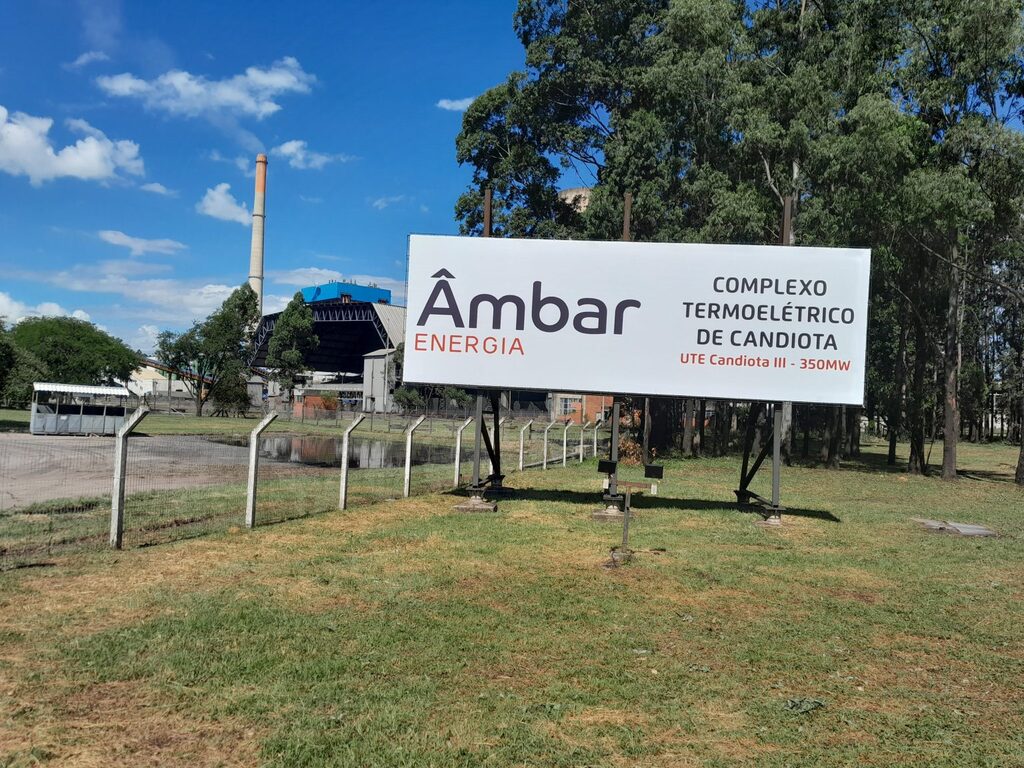 Âmbar
ENERGIA
COMPLEXO
TERMOELÉTRICO
DE CANDIOTA
UTE Candiota III - 350MW